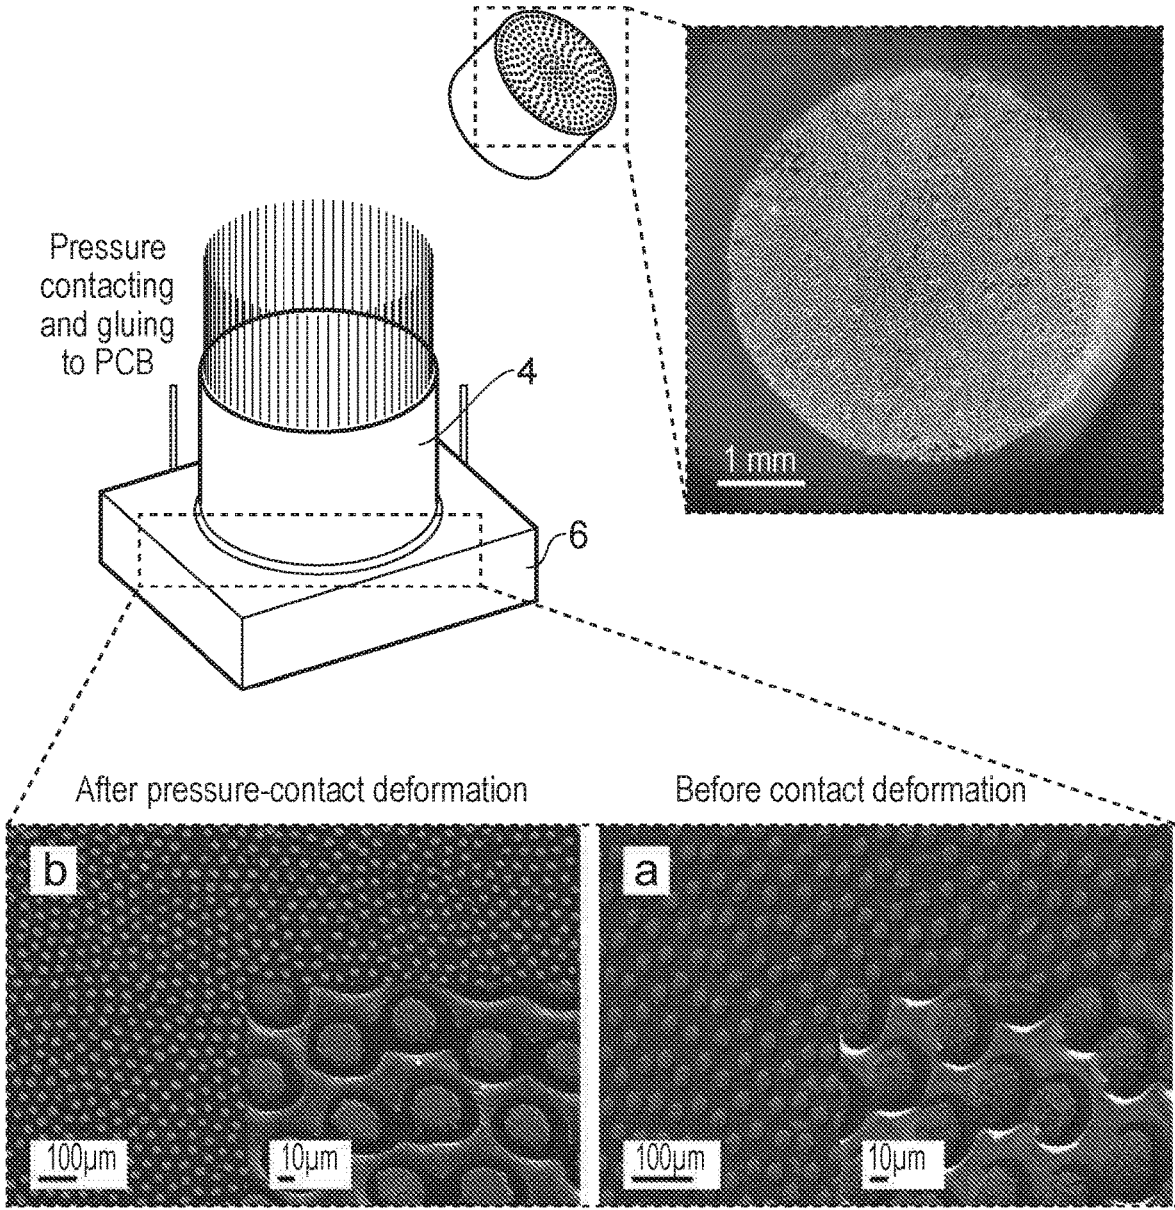 Pressure
contacting
and gluing
to PCB
4
6
1 mm
After pressure-contact deformation
Before contact deformation
b
a
100µm
10µm
100µm
10µm